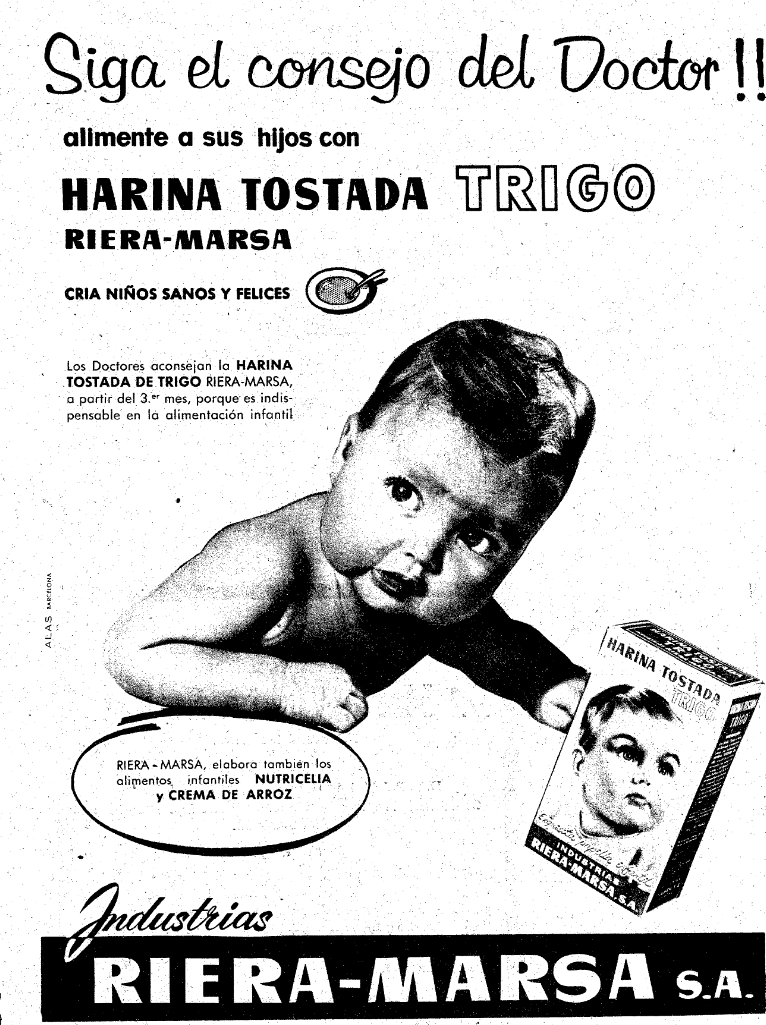 Siga el consejo del Doctor!!
alimente a sus hijos con
HARINA TOSTADA TRIGO
RIERA-MARSA
CRIA NIÑOS SANOS Y FELICES
Los Doctores aconsejan la HARINA
TOSTADA DE TRIGO RIERA-MARSA,
a partir del 3.er mes, porque es indis-
pensable en la alimentación infantil
ALAS BARCELONA
HARINA TOSTADA
TRIGO
INDUSTRIAS
RIERA-MARSA, S.A.
RIERA-MARSA, elabora también los
alimentos infantiles NUTRICELIA
y CREMA DE ARROZ
Industrias
RIERA-MARSA S.A.